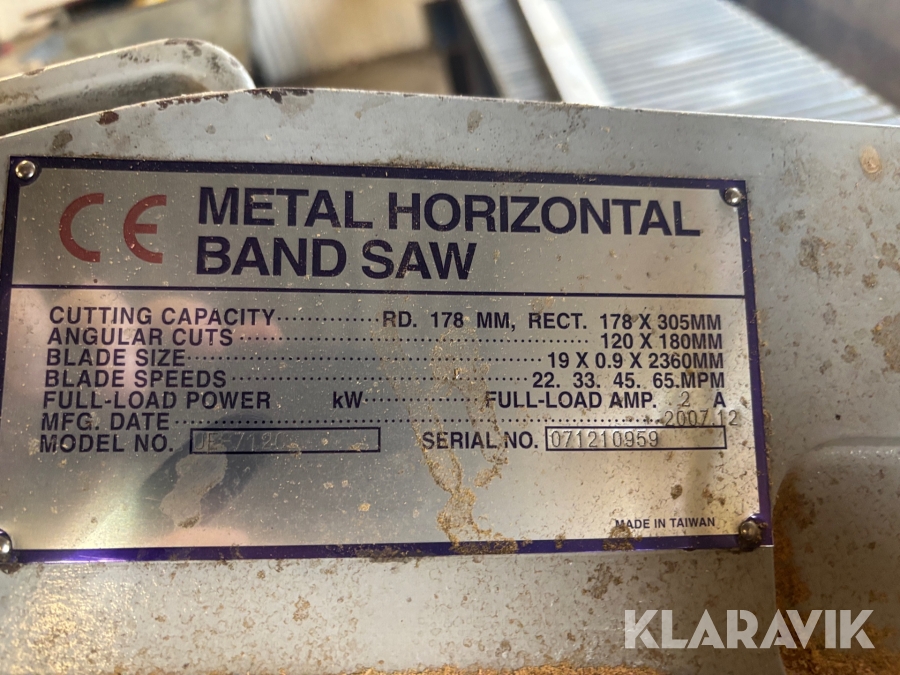 CE METAL HORIZONTAL
BAND SAW
CUTTING CAPACITY RD. 178 MM, RECT. 178 X 305MM
ANGULAR CUTS 120 X 180MM
BLADE SIZE 19 X 0.9 X 2360MM
BLADE SPEEDS 22. 33. 45. 65.MPM
FULL-LOAD POWER kW FULL-LOAD AMP. 2 A
MFG. DATE 2007.12
MODEL NO. SERIAL NO. 071210959
MADE IN TAIWAN
KLARAVIK